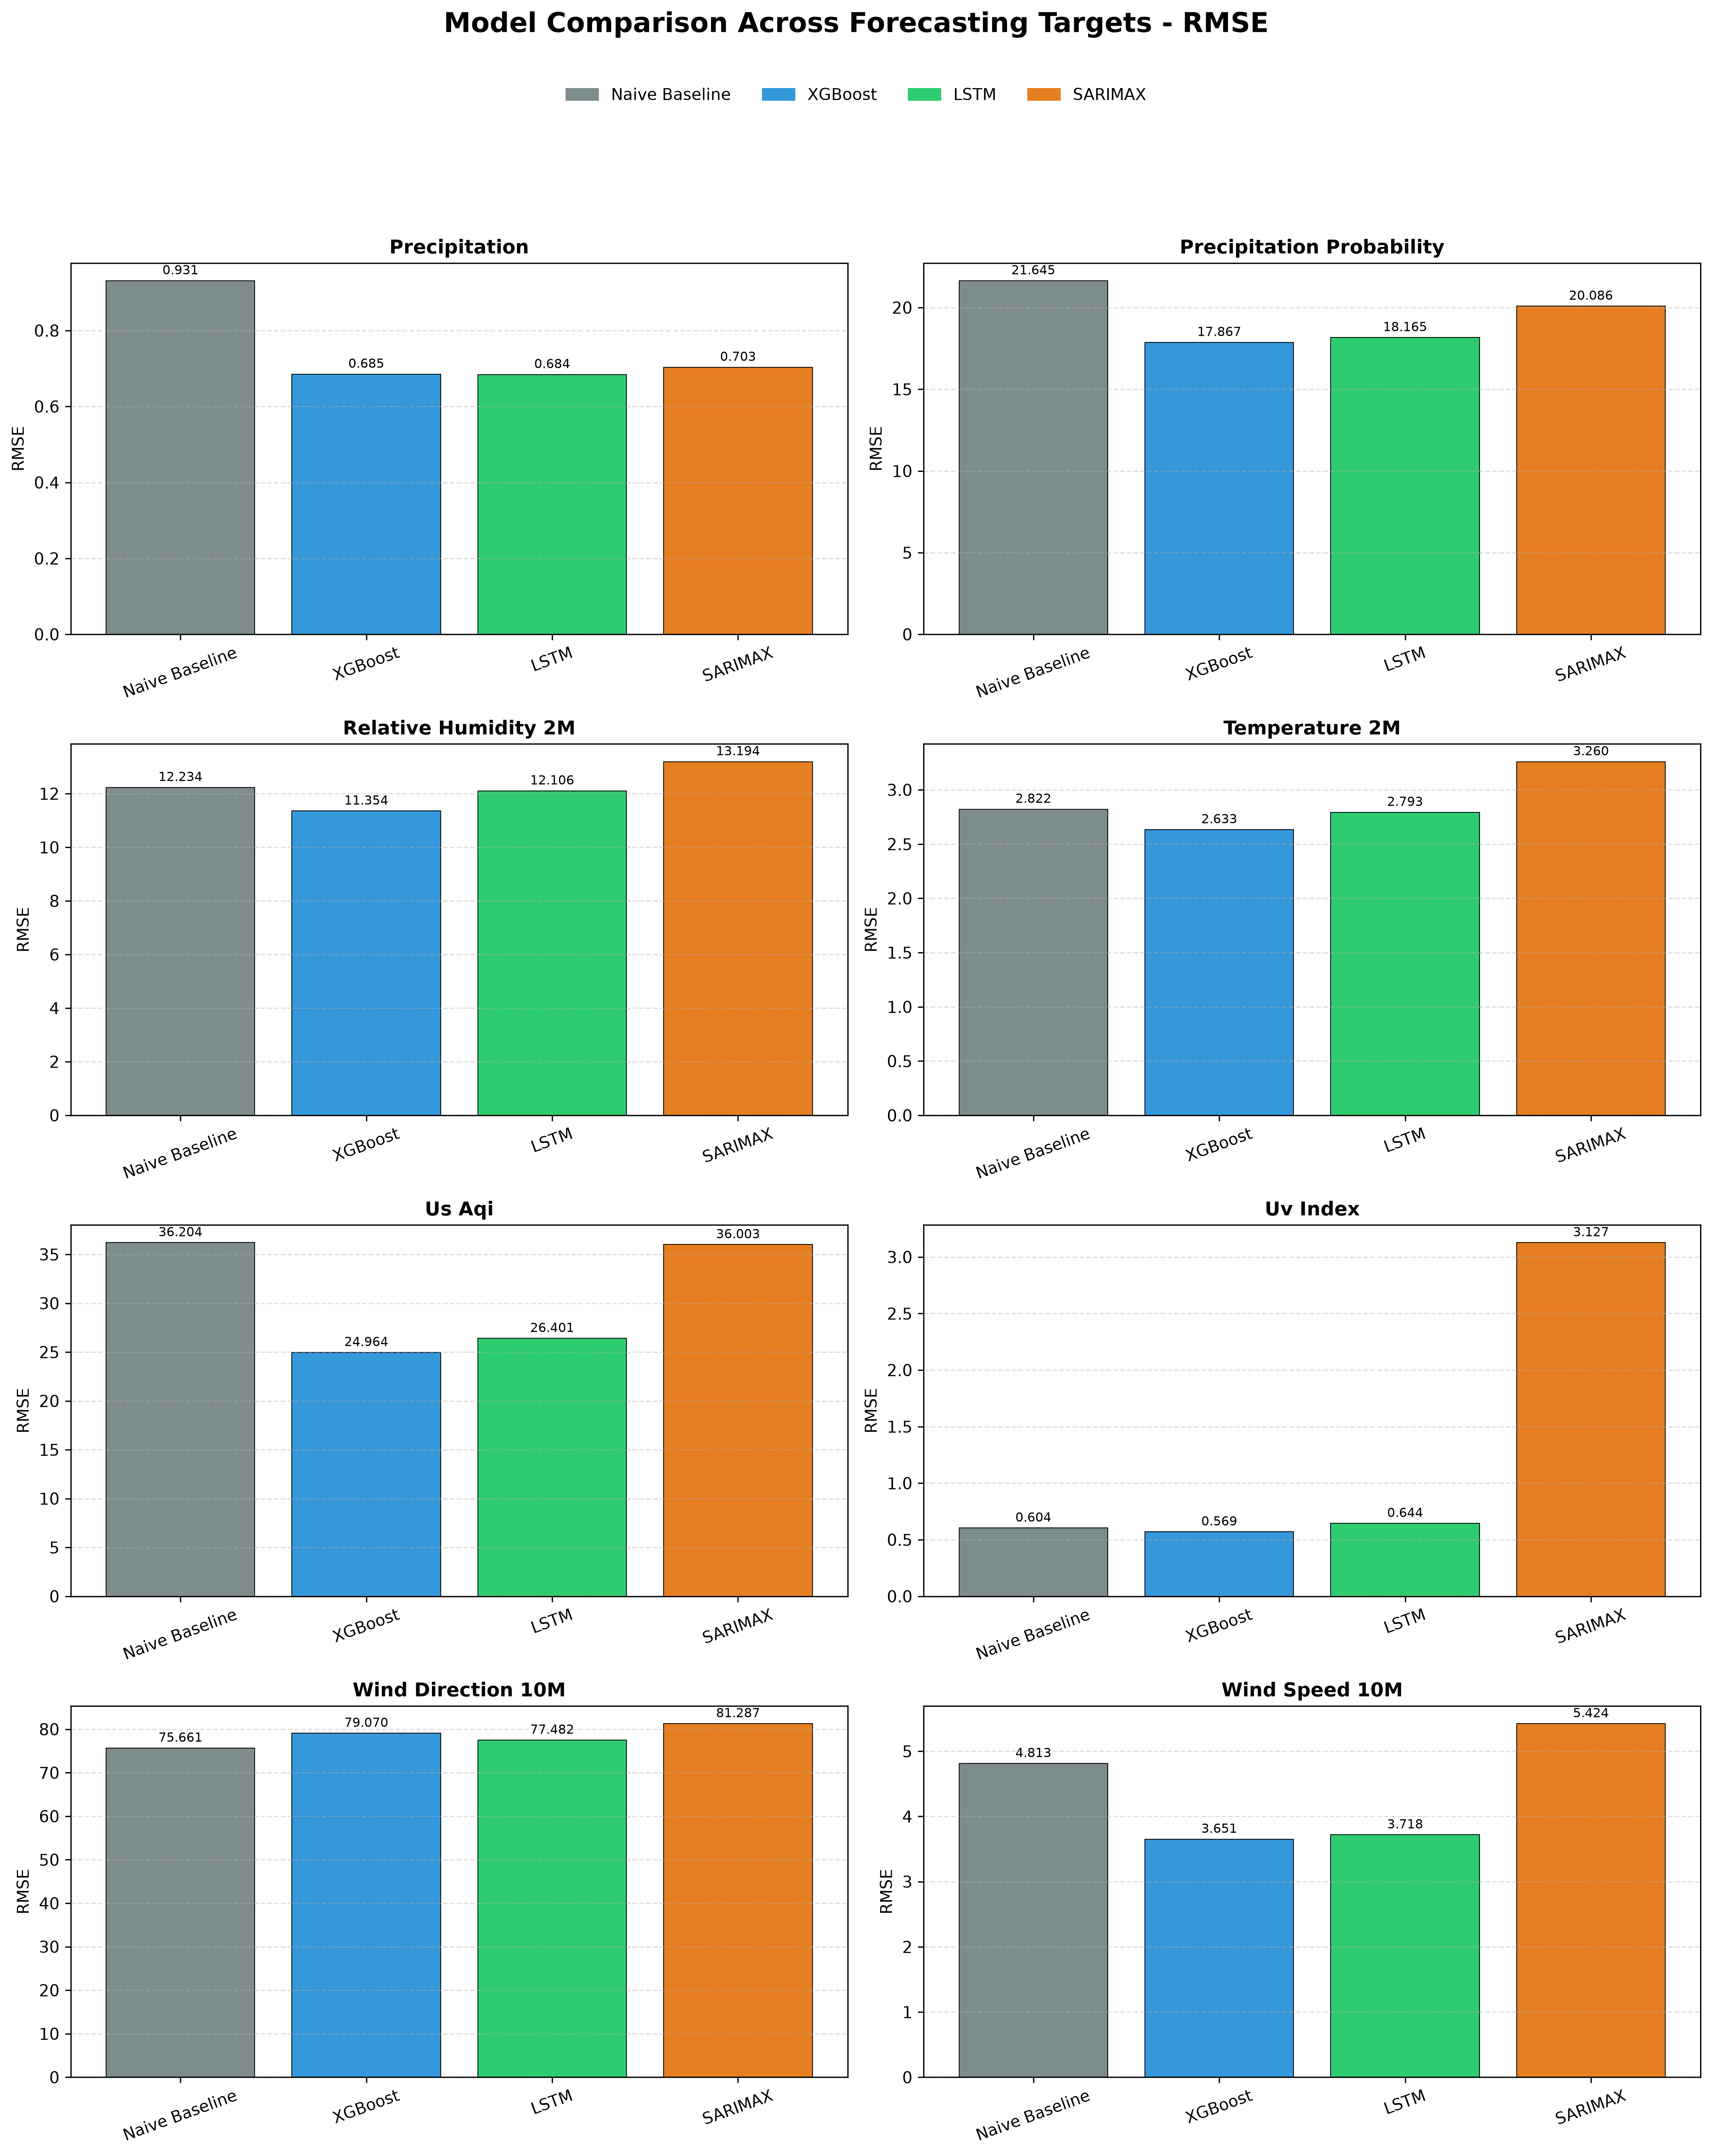 Model Comparison Across Forecasting Targets - RMSE
Naive Baseline XGBoost LSTM SARIMAX
Precipitation
0.931
0.685
0.684
0.703
RMSE
0.8
0.6
0.4
0.2
0.0
Naive Baseline
XGBoost
LSTM
SARIMAX
Precipitation Probability
21.645
17.867
18.165
20.086
RMSE
20
15
10
5
0
Naive Baseline
XGBoost
LSTM
SARIMAX
Relative Humidity 2M
12.234
11.354
12.106
13.194
RMSE
12
10
8
6
4
2
0
Naive Baseline
XGBoost
LSTM
SARIMAX
Temperature 2M
2.822
2.633
2.793
3.260
RMSE
3.0
2.5
2.0
1.5
1.0
0.5
0.0
Naive Baseline
XGBoost
LSTM
SARIMAX
Us Aqi
36.204
24.964
26.401
36.003
RMSE
35
30
25
20
15
10
5
0
Naive Baseline
XGBoost
LSTM
SARIMAX
Uv Index
0.604
0.569
0.644
3.127
RMSE
3.0
2.5
2.0
1.5
1.0
0.5
0.0
Naive Baseline
XGBoost
LSTM
SARIMAX
Wind Direction 10M
75.661
79.070
77.482
81.287
RMSE
80
70
60
50
40
30
20
10
0
Naive Baseline
XGBoost
LSTM
SARIMAX
Wind Speed 10M
4.813
3.651
3.718
5.424
RMSE
5
4
3
2
1
0
Naive Baseline
XGBoost
LSTM
SARIMAX